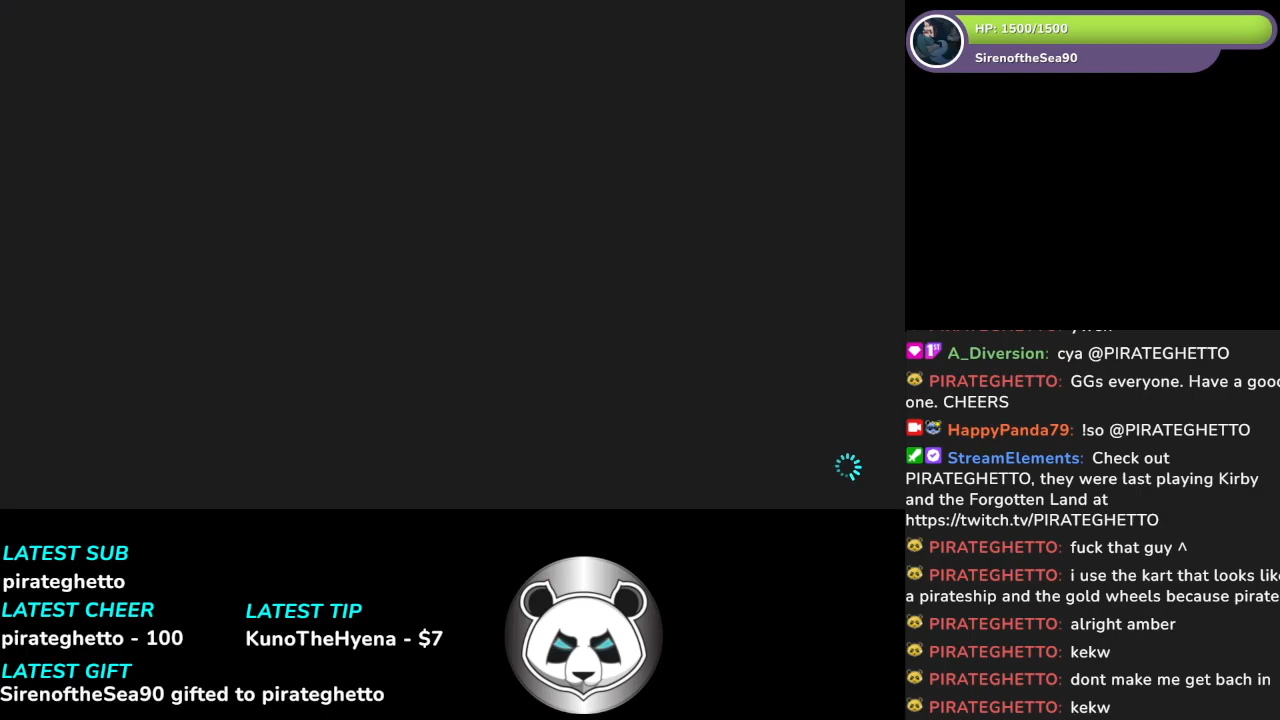 HP: 1500/1500
SirenoftheSea90
A_Diversion: cya @PIRATEGHETTO
PIRATEGHETTO: GGs everyone. Have a good
one. CHEERS
HappyPanda79: !so @PIRATEGHETTO
StreamElements: Check out
PIRATEGHETTO, they were last playing Kirby
and the Forgotten Land at
https://twitch.tv/PIRATEGHETTO
PIRATEGHETTO: fuck that guy ^
PIRATEGHETTO: i use the kart that looks like
a pirateship and the gold wheels because pirate
PIRATEGHETTO: alright amber
PIRATEGHETTO: kekw
PIRATEGHETTO: dont make me get bach in
PIRATEGHETTO: kekw
LATEST SUB
pirateghetto
LATEST CHEER
pirateghetto - 100
LATEST TIP
KunoTheHyena - $7
LATEST GIFT
SirenoftheSea90 gifted to pirateghetto